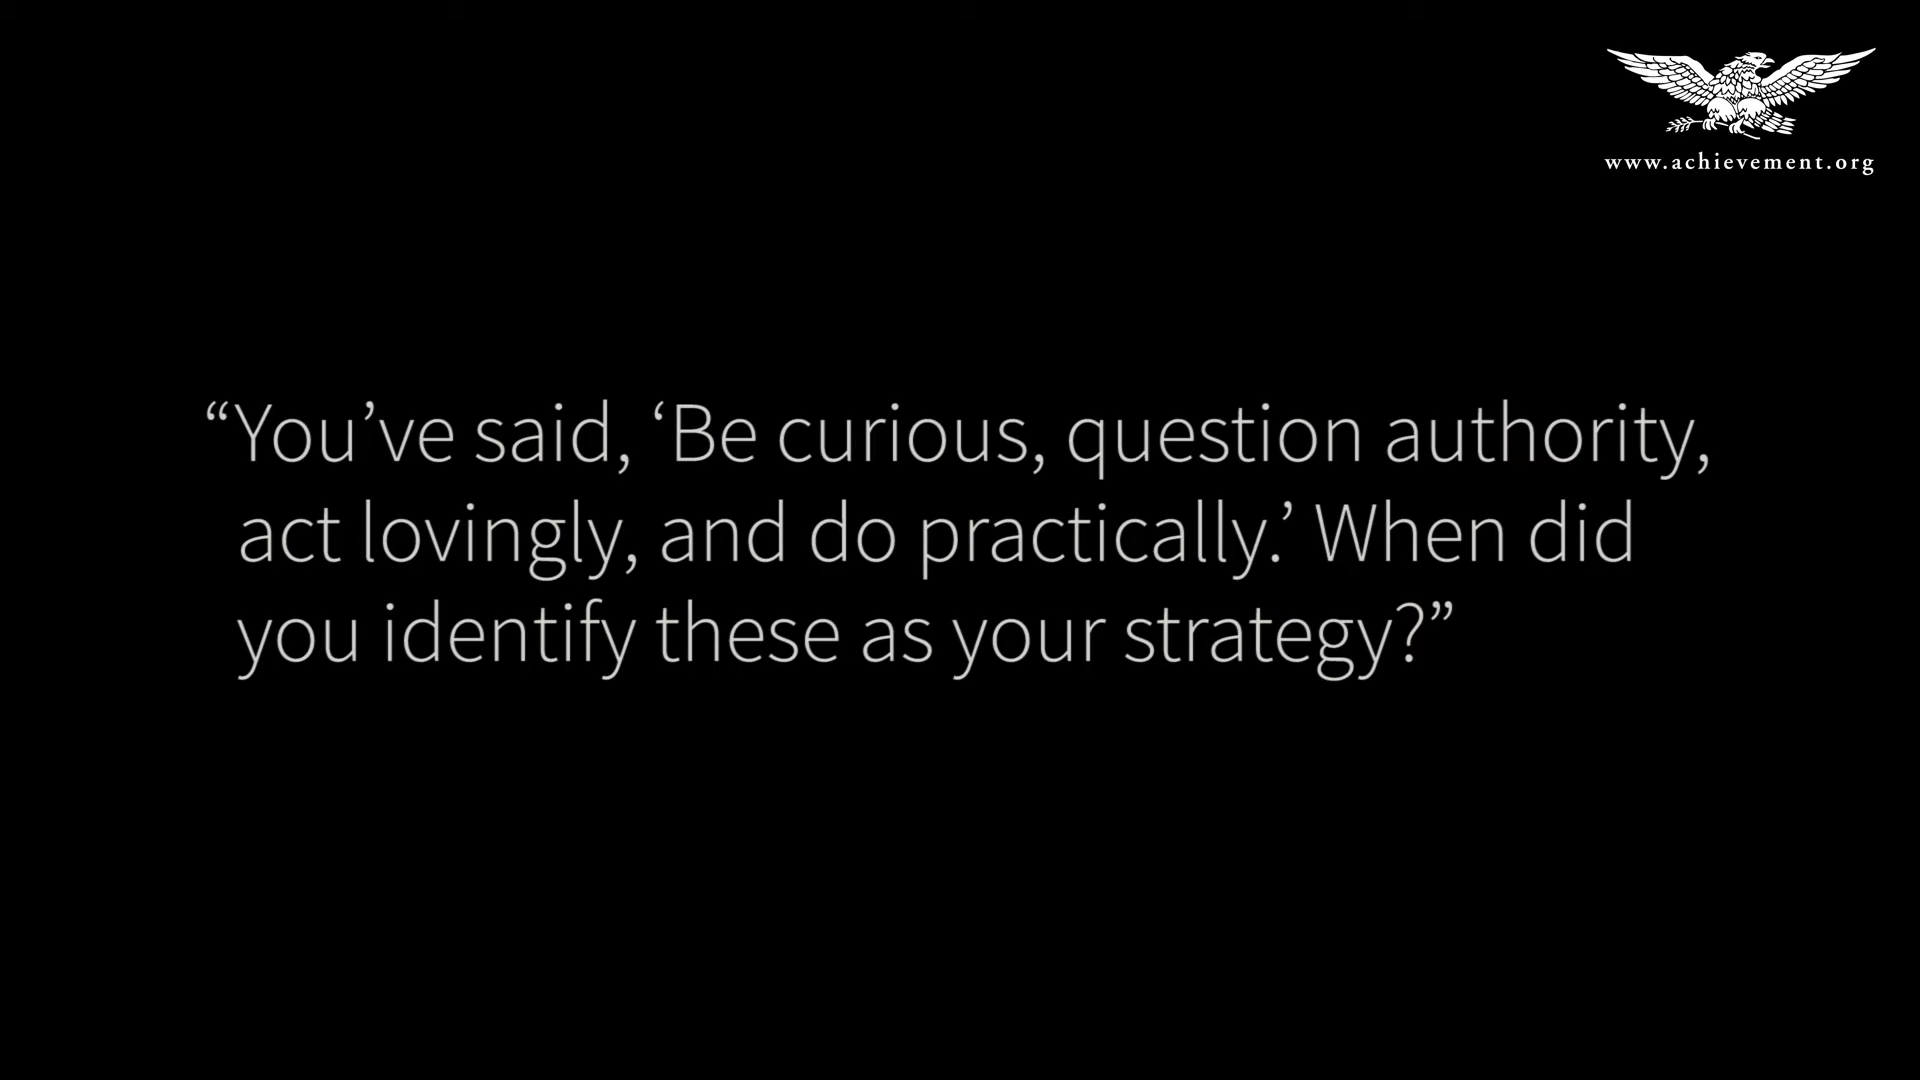 www.achievement.org
“You’ve said, ‘Be curious, question authority,
act lovingly, and do practically.’ When did
you identify these as your strategy?”